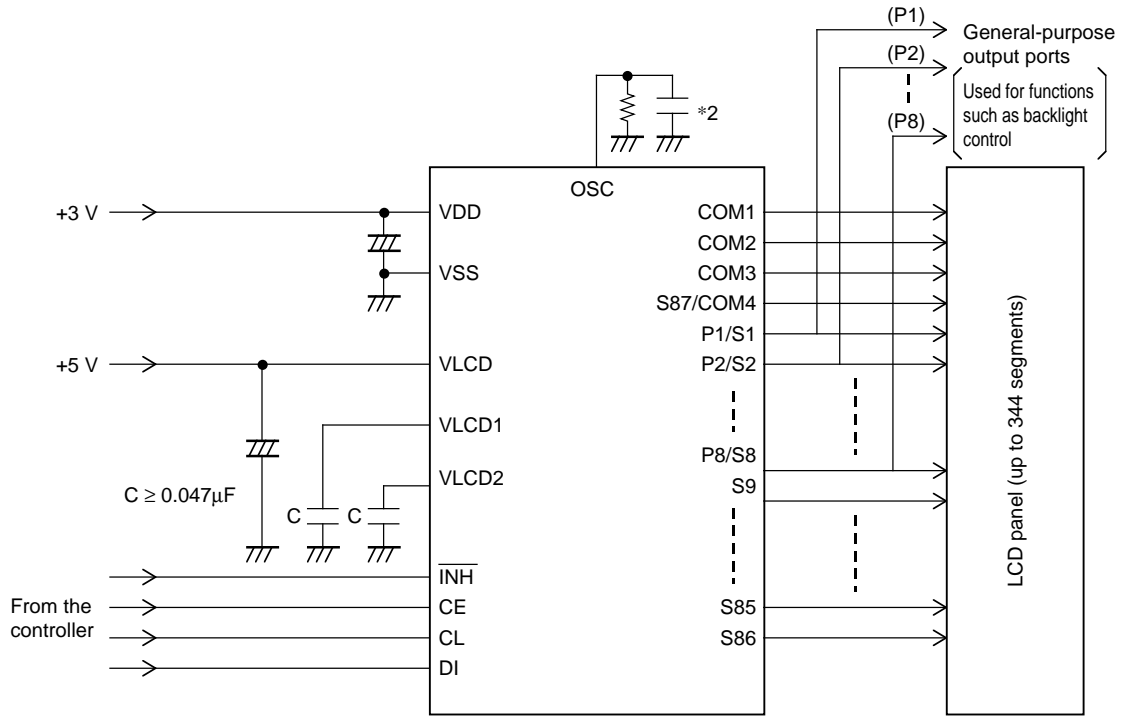 (P1)
General-purpose
output ports
(P2)
Used for functions
such as backlight
control
(P8)
*2
OSC
+3 V
VDD
VSS
+5 V
VLCD
VLCD1
VLCD2
C ≥ 0.047μF
C
C
From the
controller
INH
CE
CL
DI
COM1
COM2
COM3
S87/COM4
P1/S1
P2/S2
P8/S8
S9
S85
S86
LCD panel (up to 344 segments)